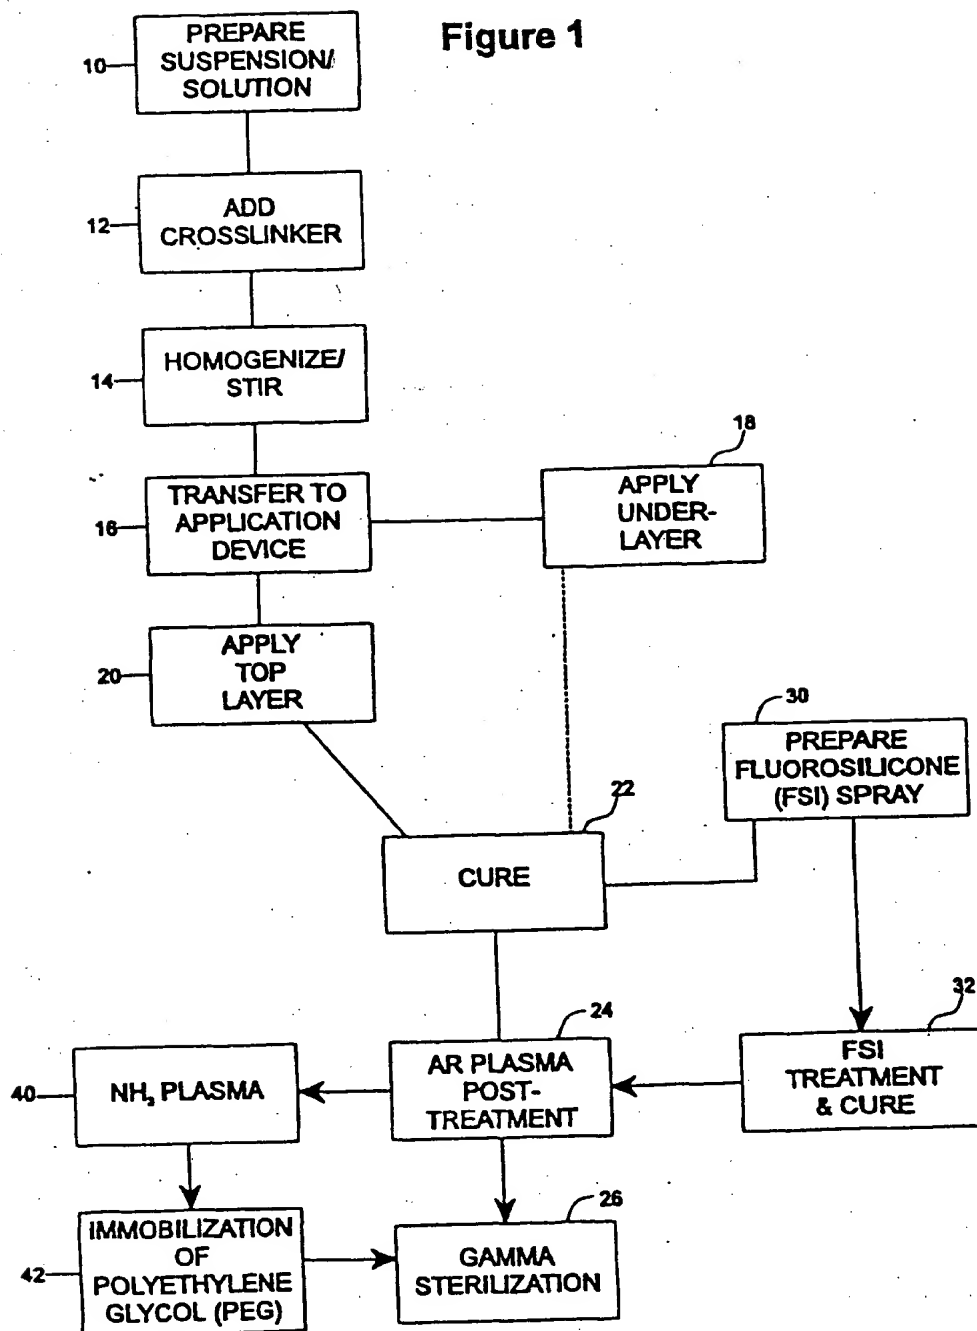 Figure 1
10
PREPARE
SUSPENSION/
SOLUTION
12
ADD
CROSSLINKER
14
HOMOGENIZE/
STIR
16
TRANSFER TO
APPLICATION
DEVICE
18
APPLY
UNDER-
LAYER
20
APPLY
TOP
LAYER
30
PREPARE
FLUOROSILICONE
(FSI) SPRAY
22
CURE
32
FSI
TREATMENT
& CURE
24
AR PLASMA
POST-
TREATMENT
40
NH₃ PLASMA
42
IMMOBILIZATION
OF
POLYETHYLENE
GLYCOL (PEG)
26
GAMMA
STERILIZATION